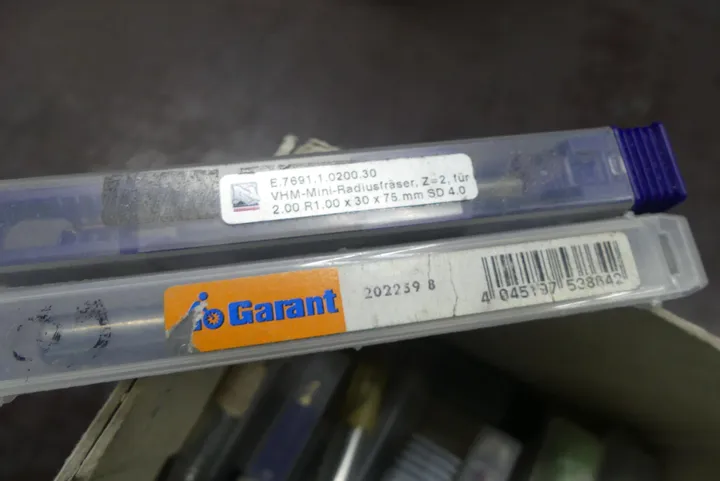 E.7691.1.0200.30
VHM-Mini-Radiusfräser, Z=2, für
2.00 R1.00 x 30 x 75 mm SD 4.0
Garant
202239 8
4 045197 538642